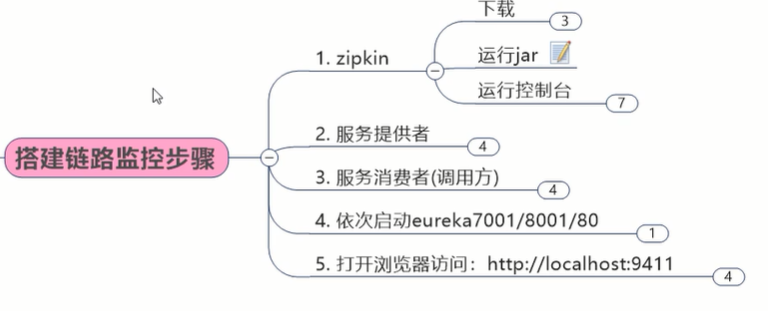 搭建链路监控步骤
1. zipkin
下载
3
运行jar
运行控制台
7
2. 服务提供者
4
3. 服务消费者(调用方)
4
4. 依次启动eureka7001/8001/80
1
5. 打开浏览器访问：http://localhost:9411
4